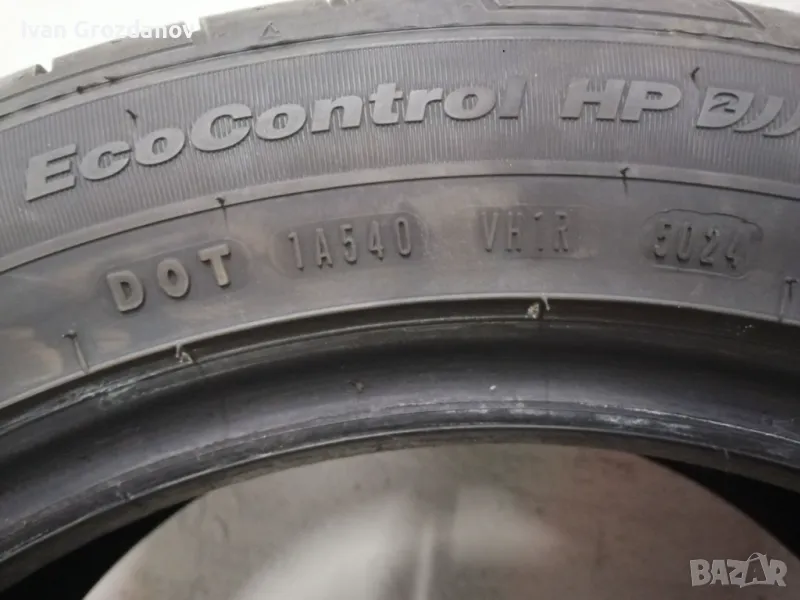 Ivan Grozdanov
EcoControl HP 2
DOT 1A540 VH1R 5024
BAZAR